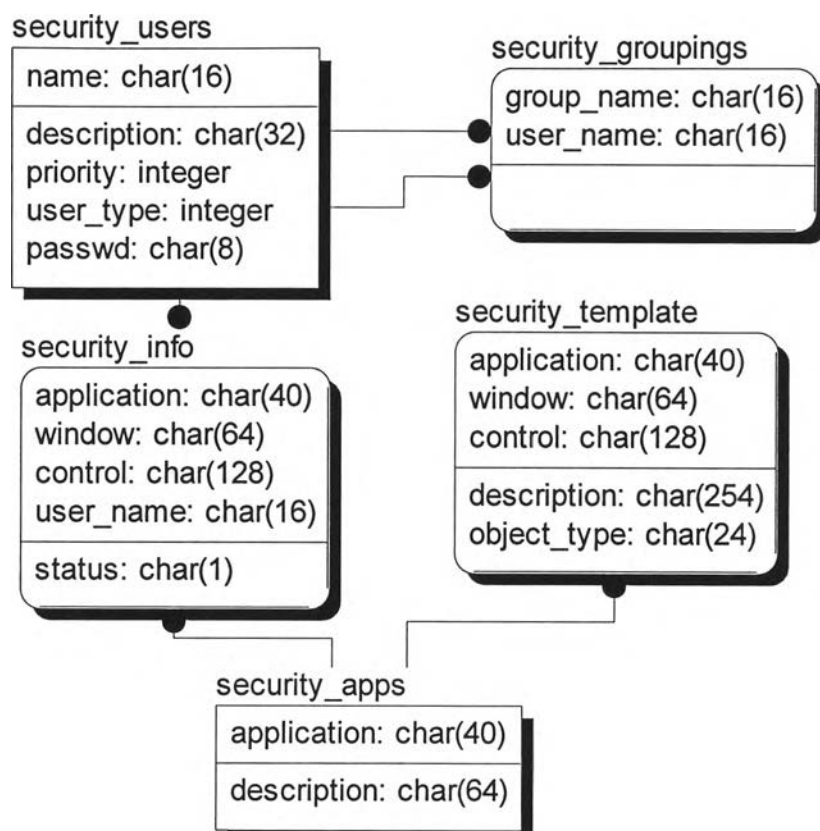 security_users
name: char(16)
description: char(32)
priority: integer
user_type: integer
passwd: char(8)
security_groupings
group_name: char(16)
user_name: char(16)
security_info
application: char(40)
window: char(64)
control: char(128)
user_name: char(16)
status: char(1)
security_template
application: char(40)
window: char(64)
control: char(128)
description: char(254)
object_type: char(24)
security_apps
application: char(40)
description: char(64)